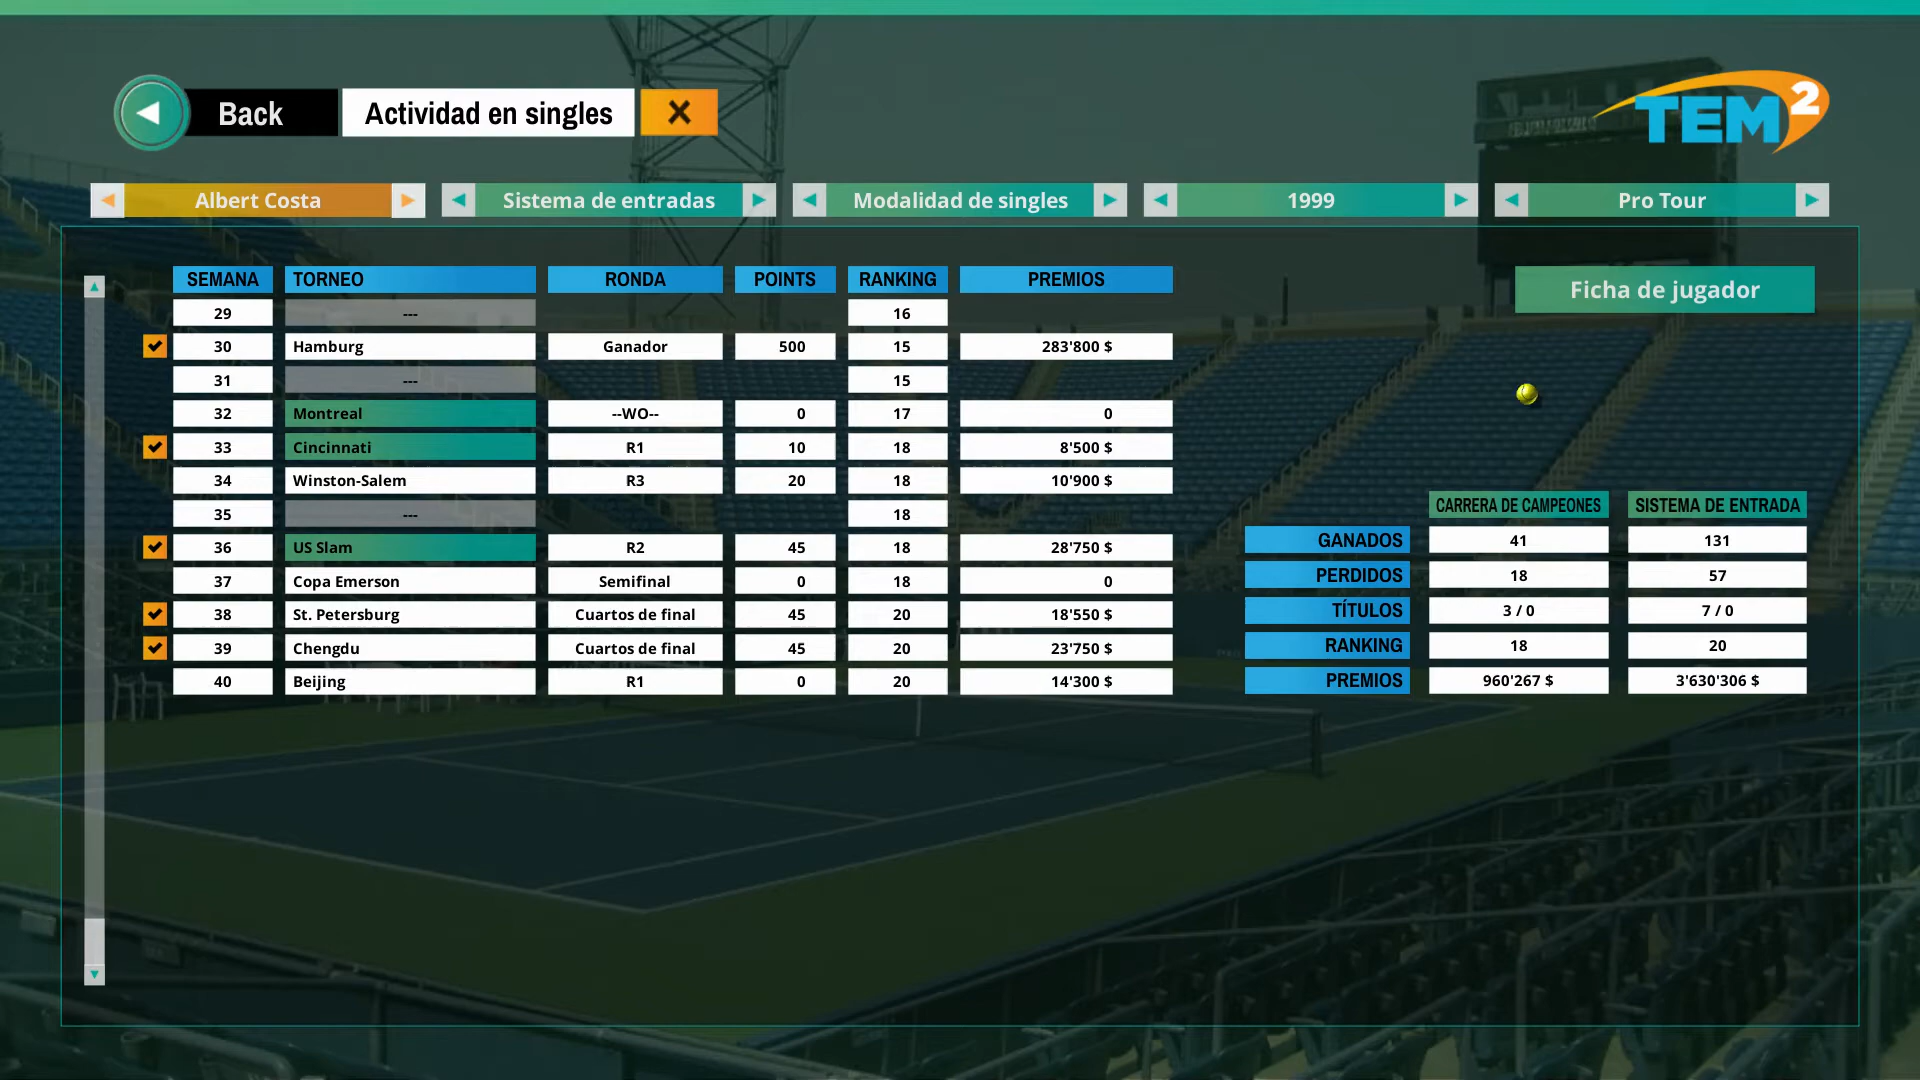 Back
Actividad en singles
TEM2
Albert Costa
Sistema de entradas
Modalidad de singles
1999
Pro Tour
SEMANA TORNEO RONDA POINTS RANKING PREMIOS
29 --- 16
30 Hamburg Ganador 500 15 283'800 $
31 --- 15
32 Montreal --WO-- 0 17 0
33 Cincinnati R1 10 18 8'500 $
34 Winston-Salem R3 20 18 10'900 $
35 --- 18
36 US Slam R2 45 18 28'750 $
37 Copa Emerson Semifinal 0 18 0
38 St. Petersburg Cuartos de final 45 20 18'550 $
39 Chengdu Cuartos de final 45 20 23'750 $
40 Beijing R1 0 20 14'300 $
Ficha de jugador
CARRERA DE CAMPEONES SISTEMA DE ENTRADA
GANADOS 41 131
PERDIDOS 18 57
TÍTULOS 3 / 0 7 / 0
RANKING 18 20
PREMIOS 960'267 $ 3'630'306 $